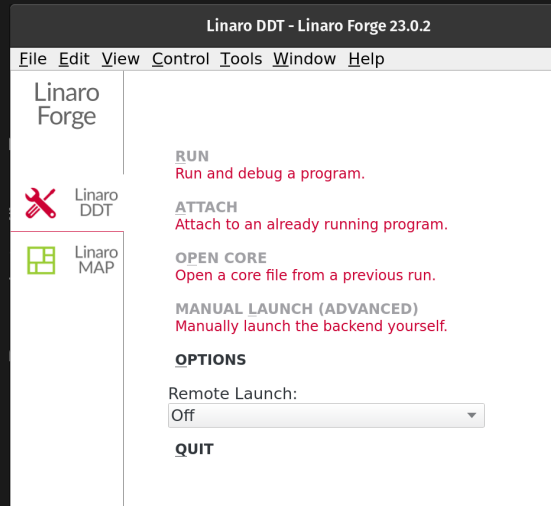 Linaro DDT - Linaro Forge 23.0.2
File Edit View Control Tools Window Help
Linaro
Forge
Linaro
DDT
Linaro
MAP
RUN
Run and debug a program.
ATTACH
Attach to an already running program.
OPEN CORE
Open a core file from a previous run.
MANUAL LAUNCH (ADVANCED)
Manually launch the backend yourself.
OPTIONS
Remote Launch:
Off
QUIT